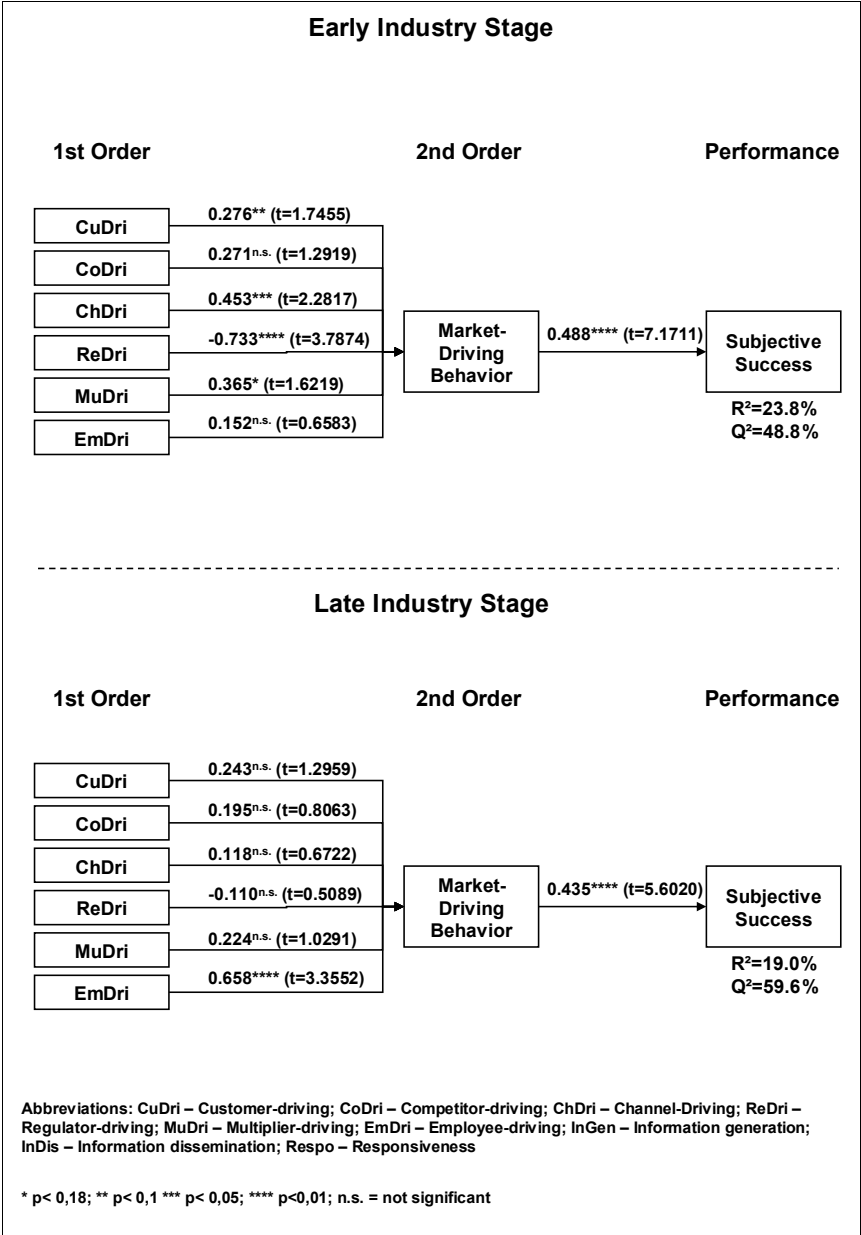 Early Industry Stage
1st Order 2nd Order Performance
CuDri 0.276** (t=1.7455)
CoDri 0.271n.s. (t=1.2919)
ChDri 0.453*** (t=2.2817)
ReDri -0.733**** (t=3.7874)
MuDri 0.365* (t=1.6219)
EmDri 0.152n.s. (t=0.6583)
Market-
Driving
Behavior
0.488**** (t=7.1711)
Subjective
Success
R²=23.8%
Q²=48.8%
Late Industry Stage
1st Order 2nd Order Performance
CuDri 0.243n.s. (t=1.2959)
CoDri 0.195n.s. (t=0.8063)
ChDri 0.118n.s. (t=0.6722)
ReDri -0.110n.s. (t=0.5089)
MuDri 0.224n.s. (t=1.0291)
EmDri 0.658**** (t=3.3552)
Market-
Driving
Behavior
0.435**** (t=5.6020)
Subjective
Success
R²=19.0%
Q²=59.6%
Abbreviations: CuDri – Customer-driving; CoDri – Competitor-driving; ChDri – Channel-Driving; ReDri –
Regulator-driving; MuDri – Multiplier-driving; EmDri – Employee-driving; InGen – Information generation;
InDis – Information dissemination; Respo – Responsiveness
* p< 0,18; ** p< 0,1 *** p< 0,05; **** p<0,01; n.s. = not significant